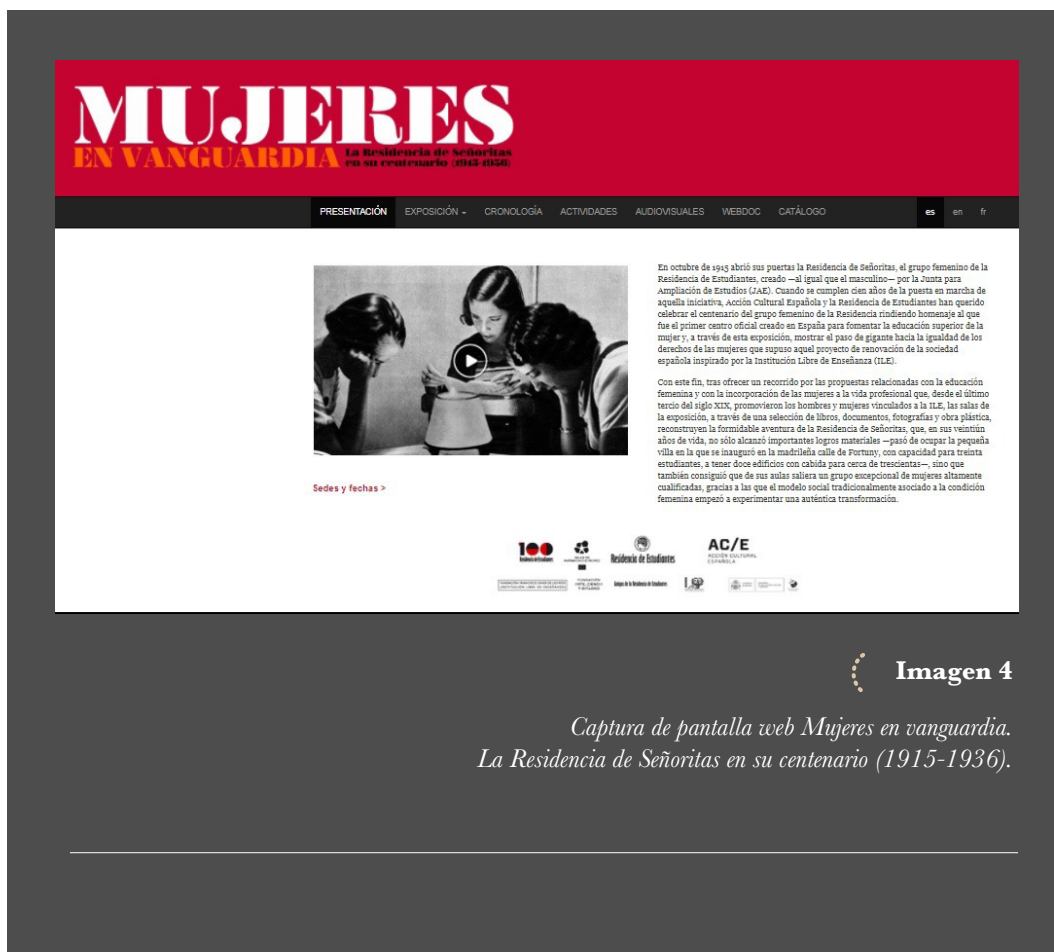 MUJERES
EN VANGUARDIA
La Residencia de Señoritas
en su centenario (1915-1936)
PRESENTACIÓN EXPOSICIÓN CRONOLOGÍA ACTIVIDADES AUDIOVISUALES WEBDOC CATÁLOGO es en fr
En octubre de 1915 abrió sus puertas la Residencia de Señoritas, el grupo femenino de la
Residencia de Estudiantes, creado —al igual que el masculino— por la Junta para
Ampliación de Estudios (JAE). Cuando se cumplen cien años de la puesta en marcha de
aquella iniciativa, Acción Cultural Española y la Residencia de Estudiantes han querido
celebrar el centenario del grupo femenino de la Residencia rindiendo homenaje al que
fue el primer centro oficial creado en España para fomentar la educación superior de la
mujer y, a través de esta exposición, mostrar el paso de gigante hacia la igualdad de los
derechos de las mujeres que supuso aquel proyecto de renovación de la sociedad
española inspirado por la Institución Libre de Enseñanza (ILE).
Con este fin, tras ofrecer un recorrido por las propuestas relacionadas con la educación
femenina y con la incorporación de las mujeres a la vida profesional que, desde el último
tercio del siglo XIX, promovieron los hombres y mujeres vinculados a la ILE, las salas de
la exposición, a través de una selección de libros, documentos, fotografías y obra plástica,
reconstruyen la formidable aventura de la Residencia de Señoritas, que, en sus veintiún
años de vida, no sólo alcanzó importantes logros materiales —pasó de ocupar la pequeña
villa en la que se inauguró en la madrileña calle de Fortuny, con capacidad para treinta
estudiantes, a tener doce edificios con cabida para cerca de trescientas—, sino que
también consiguió que de sus aulas saliera un grupo excepcional de mujeres altamente
cualificadas, gracias a las que el modelo social tradicionalmente asociado a la condición
femenina empezó a experimentar una auténtica transformación.
Sedes y fechas >
100
Residencia de Estudiantes
Residencia de Estudiantes
AC/E
ACCIÓN CULTURAL
ESPAÑOLA
Amigos de la Residencia de Estudiantes
Imagen 4
Captura de pantalla web Mujeres en vanguardia.
La Residencia de Señoritas en su centenario (1915-1936).